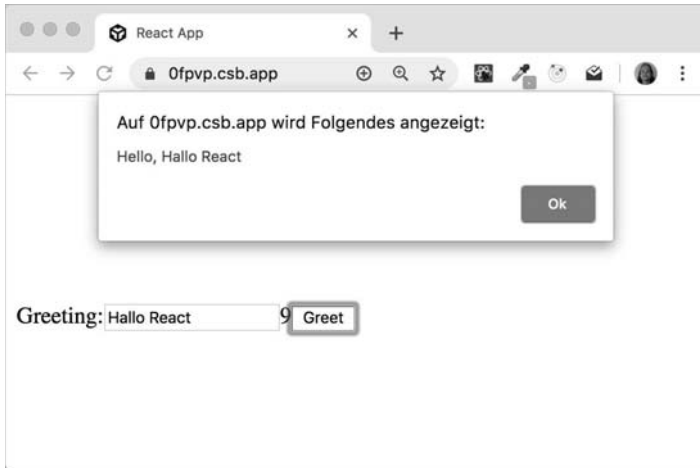 React App
0fpvp.csb.app
Auf 0fpvp.csb.app wird Folgendes angezeigt:
Hello, Hallo React
Ok
Greeting: Hallo React 9 Greet